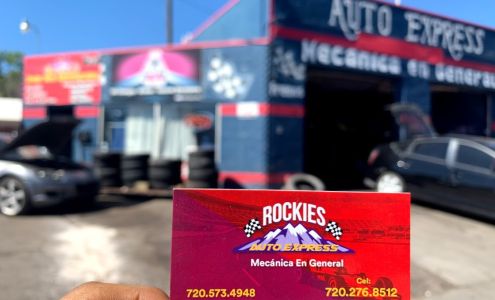 AUTO EXPRESS
Mecánica en General
ROCKIES
AUTO EXPRESS
Mecánica En General
720.573.4948
Cel:
720.276.8512